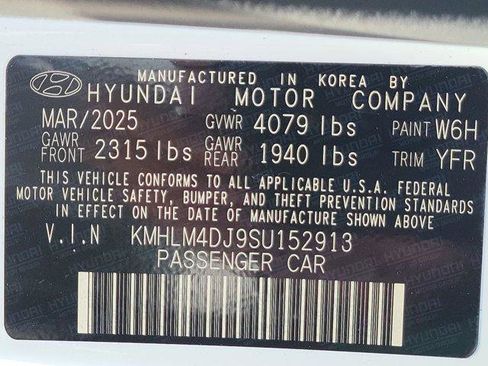 MANUFACTURED IN KOREA BY
HYUNDAI MOTOR COMPANY
MAR/2025 GVWR 4079 lbs PAINT W6H
GAWR FRONT 2315 lbs GAWR REAR 1940 lbs TRIM YFR
THIS VEHICLE CONFORMS TO ALL APPLICABLE U.S.A. FEDERAL
MOTOR VEHICLE SAFETY, BUMPER, AND THEFT PREVENTION STANDARDS
IN EFFECT ON THE DATE OF MANUFACTURE SHOWN ABOVE
V.I.N KMHLM4DJ9SU152913
PASSENGER CAR